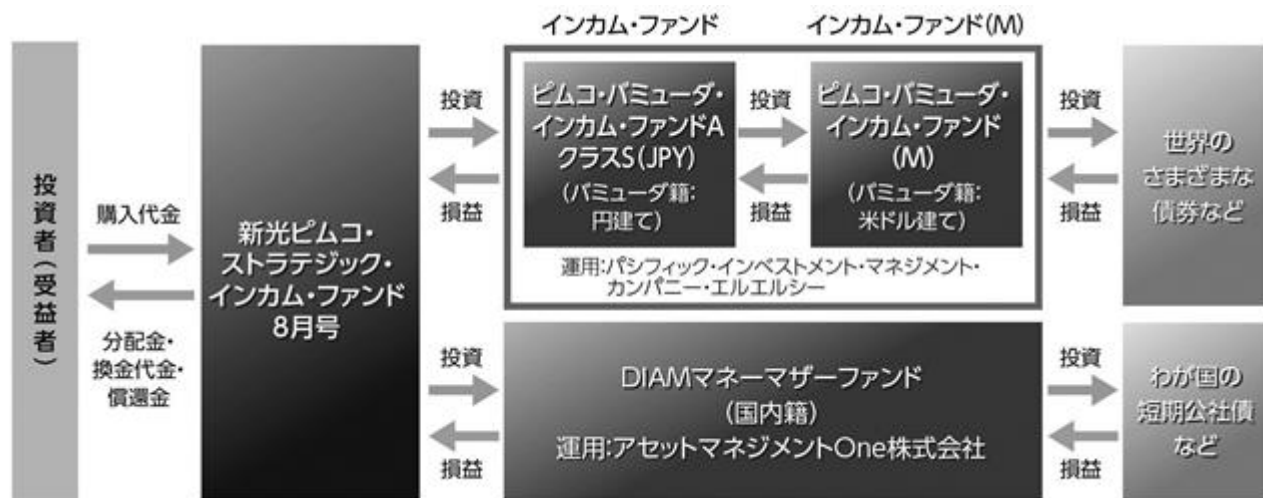 投資者（受益者）
購入代金
分配金・
換金代金・
償還金
新光ピムコ・
ストラテジック・
インカム・ファンド
8月号
投資
損益
インカム・ファンド
ピムコ・バミューダ・
インカム・ファンドA
クラスS（JPY）
（バミューダ籍：
円建て）
投資
損益
インカム・ファンド（M）
ピムコ・バミューダ・
インカム・ファンド
（M）
（バミューダ籍：
米ドル建て）
運用：パシフィック・インベストメント・マネジメント・
カンパニー・エルエルシー
投資
損益
世界の
さまざまな
債券など
投資
損益
DIAMマネーマザーファンド
（国内籍）
運用：アセットマネジメントOne株式会社
投資
損益
わが国の
短期公社債
など